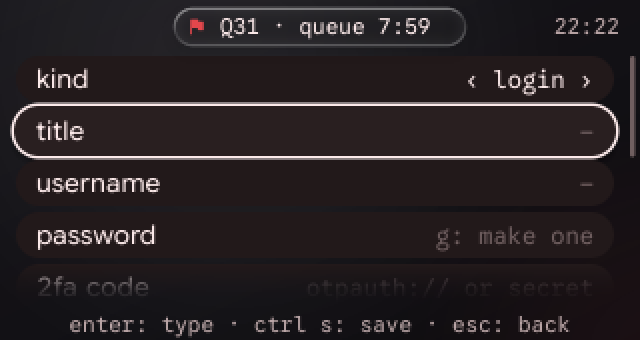 Q31 · queue 7:59
22:22
kind ‹ login ›
title –
username –
password g: make one
2fa code otpauth:// or secret
enter: type · ctrl s: save · esc: back